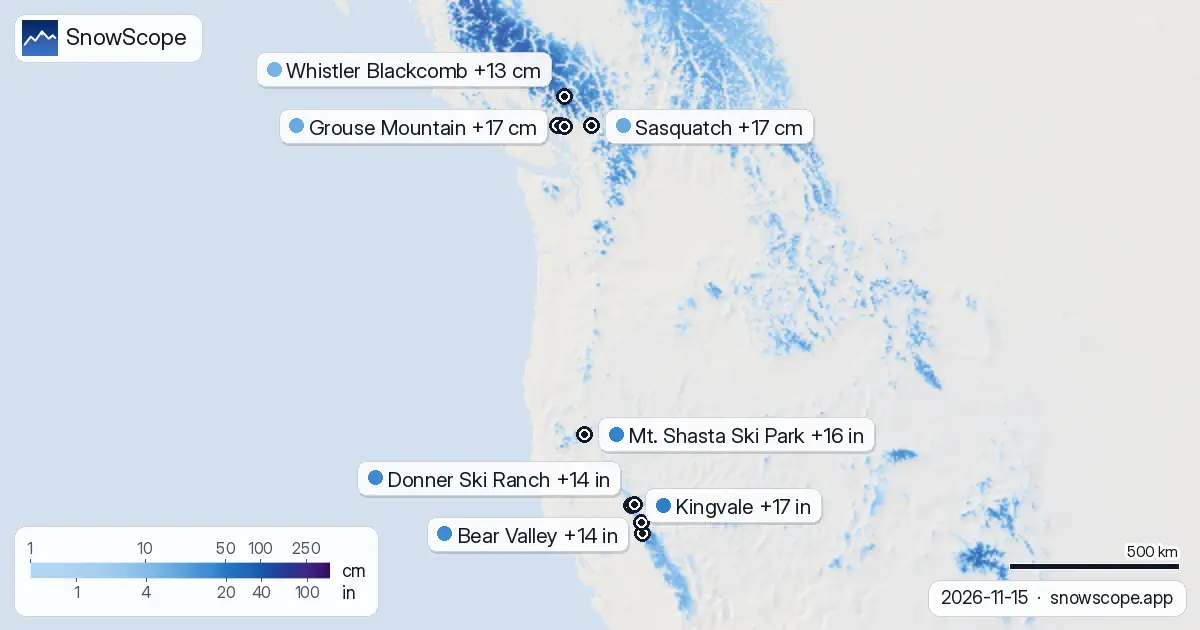 SnowScope
Whistler Blackcomb +13 cm
Grouse Mountain +17 cm
Sasquatch +17 cm
Mt. Shasta Ski Park +16 in
Donner Ski Ranch +14 in
Kingvale +17 in
Bear Valley +14 in
1 10 50 100 250
cm
1 4 20 40 100
in
500 km
2026-11-15 · snowscope.app